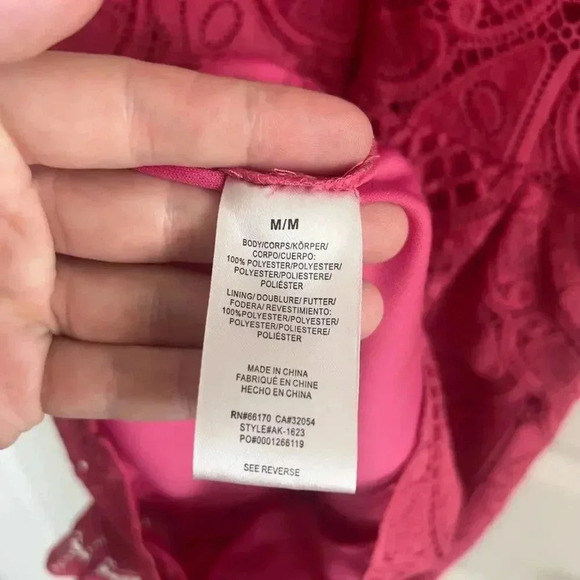 M/M
BODY/CORPS/KÖRPER/
CORPO/CUERPO:
100% POLYESTER/POLYESTER/
POLYESTER/POLIESTERE/
POLIÉSTER
LINING/ DOUBLURE/ FUTTER/
FODERA/ REVESTIMIENTO:
100%POLYESTER/POLYESTER/
POLYESTER/POLIESTERE/
POLIÉSTER
MADE IN CHINA
FABRIQUÉ EN CHINE
HECHO EN CHINA
RN#66170 CA#32054
STYLE#AK-1623
PO#0001266119
SEE REVERSE